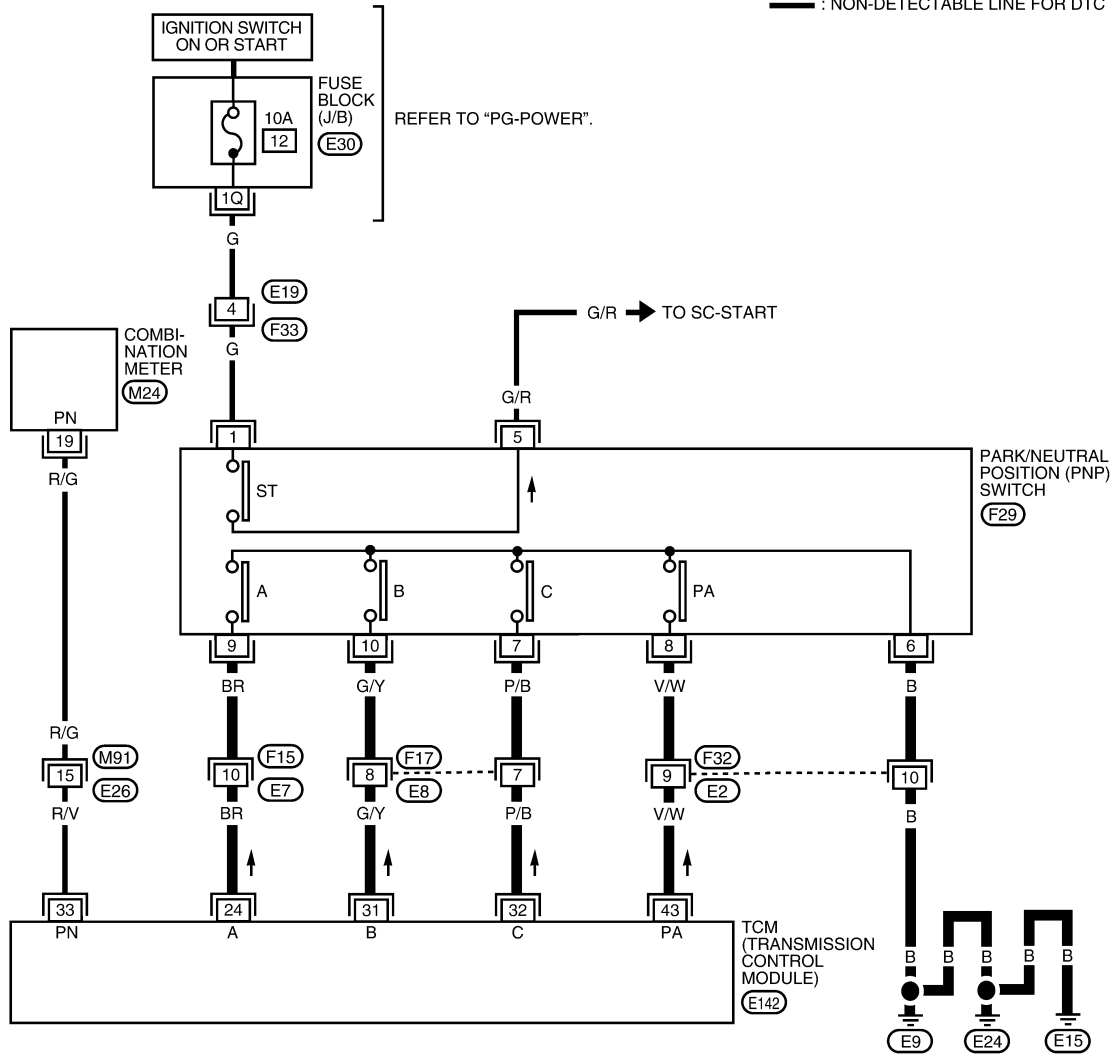 : NON-DETECTABLE LINE FOR DTC
IGNITION SWITCH
ON OR START
FUSE
BLOCK
(J/B)
E30
10A
12
REFER TO “PG-POWER”.
1Q
G
4
E19
F33
G
G/R
TO SC-START
G/R
COMBI-
NATION
METER
M24
PN
19
R/G
1
5
PARK/NEUTRAL
POSITION (PNP)
SWITCH
F29
ST
A
B
C
PA
9
10
7
8
6
BR
G/Y
P/B
V/W
B
R/G
15
M91
E26
R/V
10
F15
E7
BR
8
F17
E8
G/Y
7
P/B
9
F32
E2
V/W
10
B
33
24
31
32
43
PN
A
B
C
PA
TCM
(TRANSMISSION
CONTROL
MODULE)
E142
B
B
B
B
B
E9
E24
E15